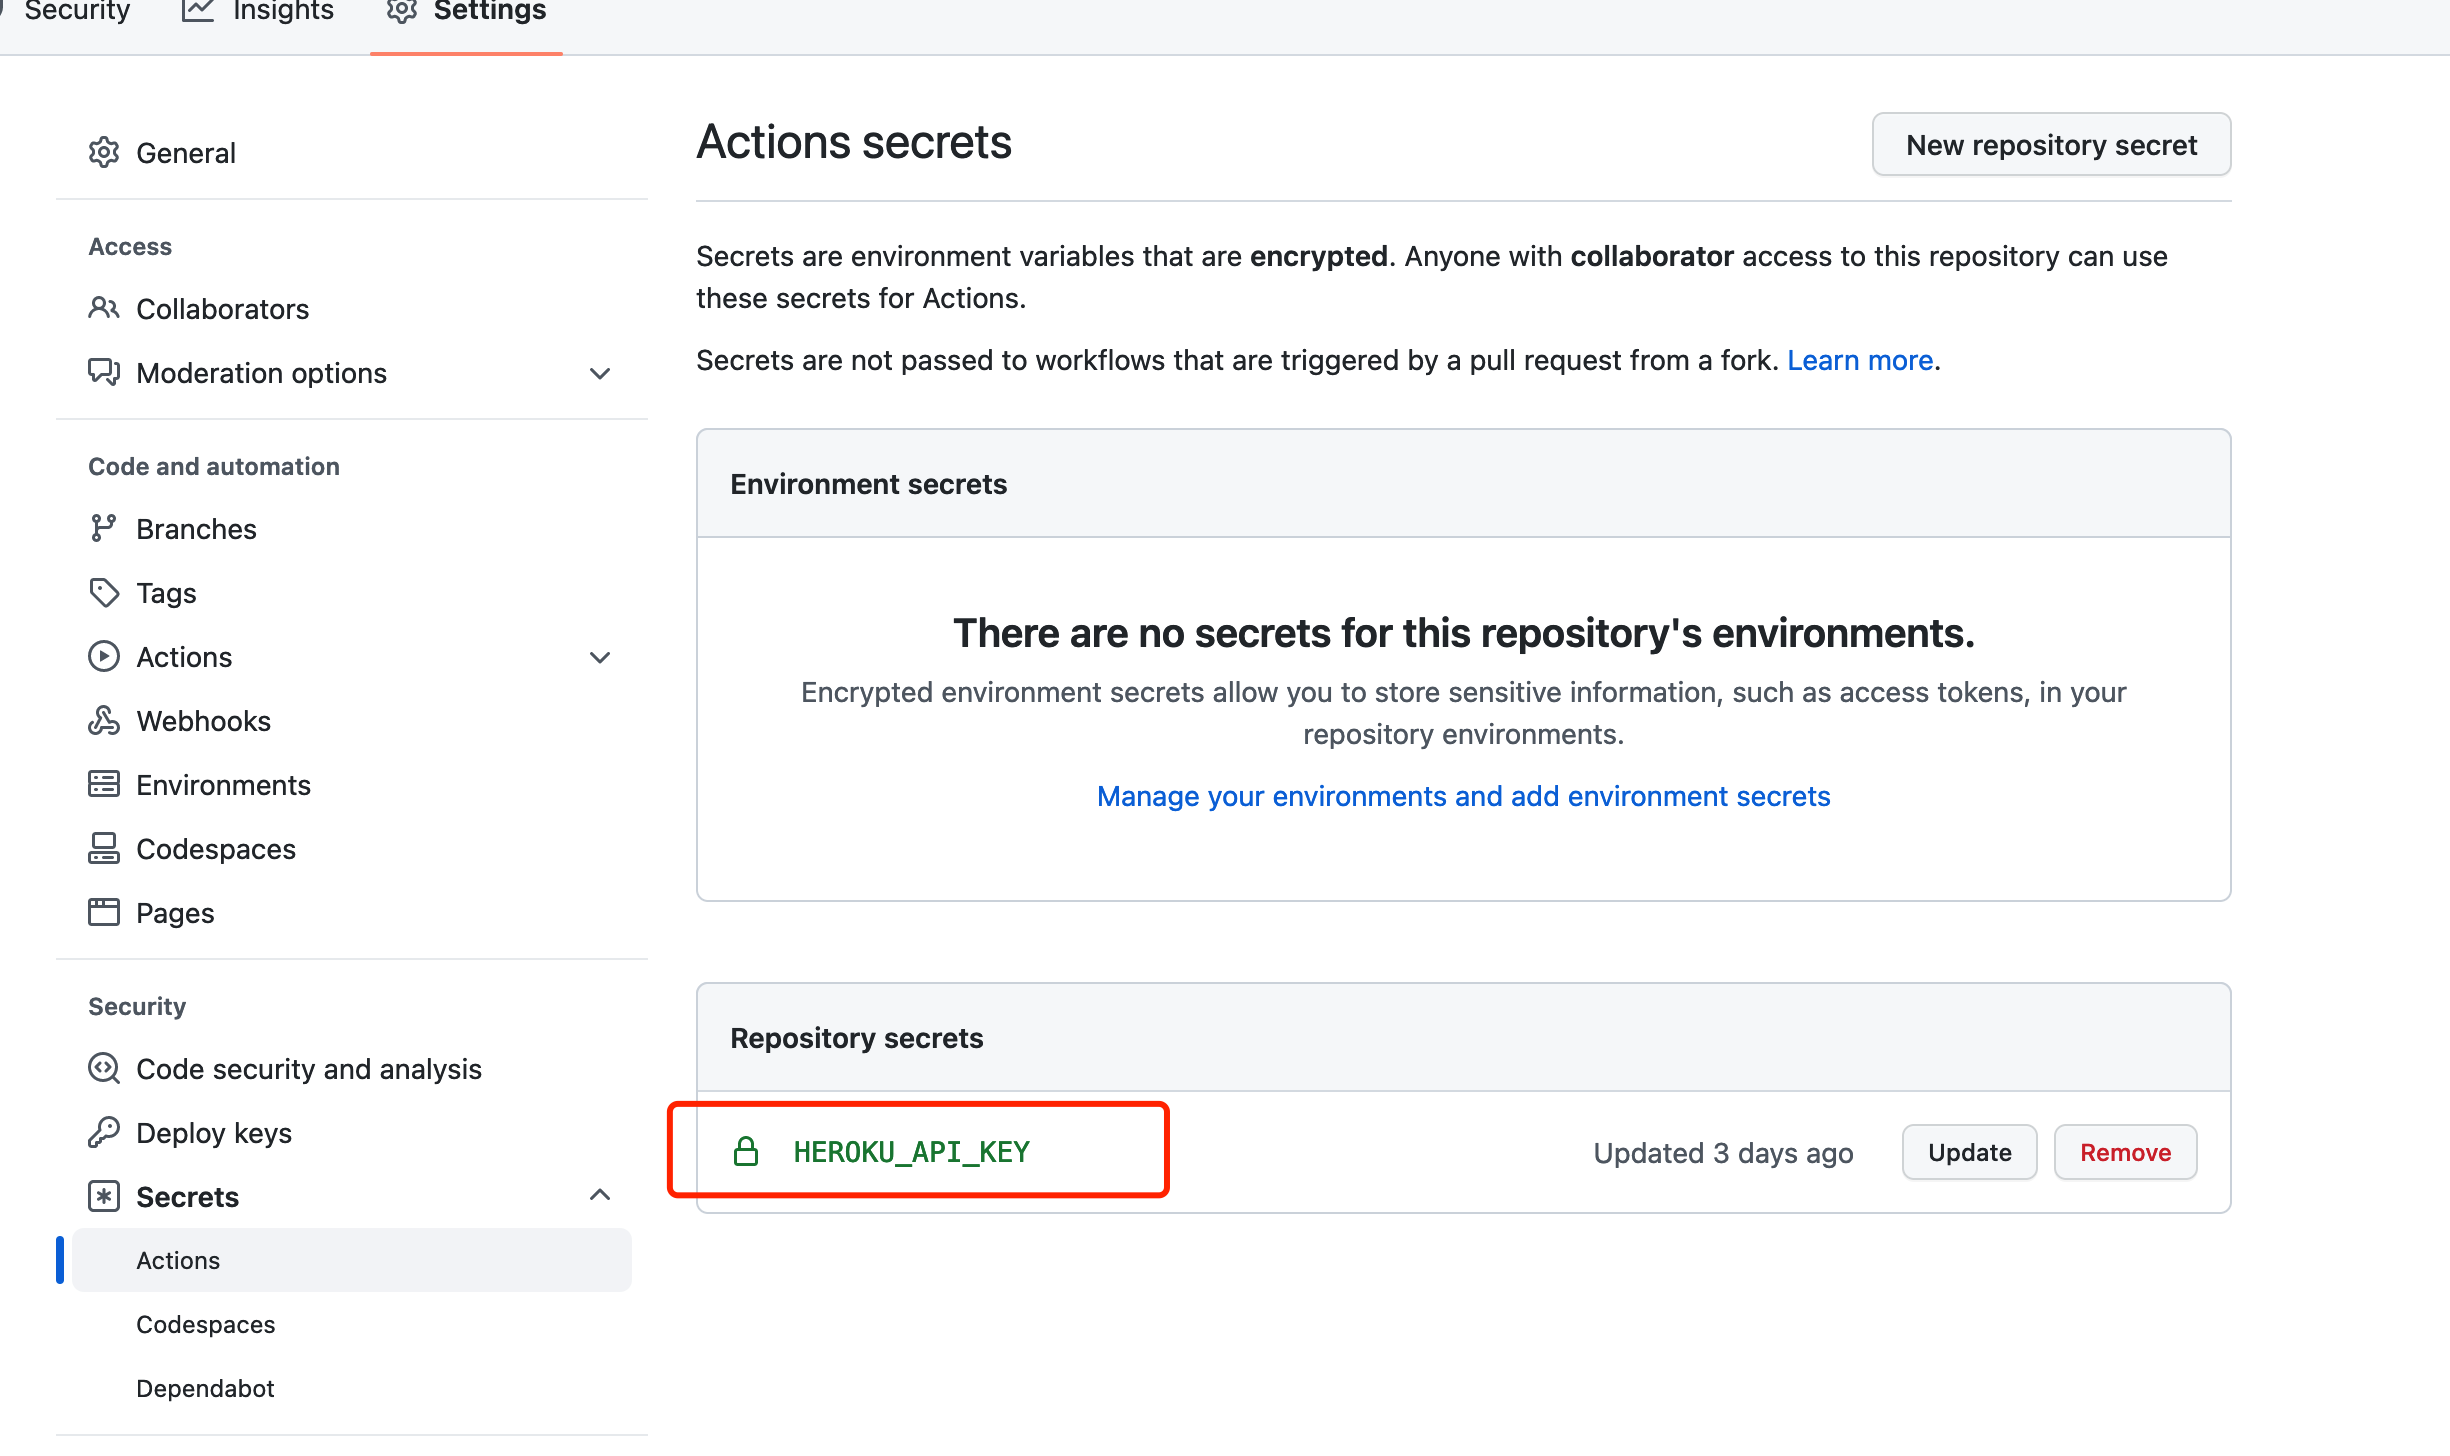 Security
Insights
Settings
General
Access
Collaborators
Moderation options
Code and automation
Branches
Tags
Actions
Webhooks
Environments
Codespaces
Pages
Security
Code security and analysis
Deploy keys
Secrets
Actions
Codespaces
Dependabot
Actions secrets
New repository secret
Secrets are environment variables that are encrypted. Anyone with collaborator access to this repository can use
these secrets for Actions.
Secrets are not passed to workflows that are triggered by a pull request from a fork. Learn more.
Environment secrets
There are no secrets for this repository's environments.
Encrypted environment secrets allow you to store sensitive information, such as access tokens, in your
repository environments.
Manage your environments and add environment secrets
Repository secrets
HEROKU_API_KEY
Updated 3 days ago
Update
Remove